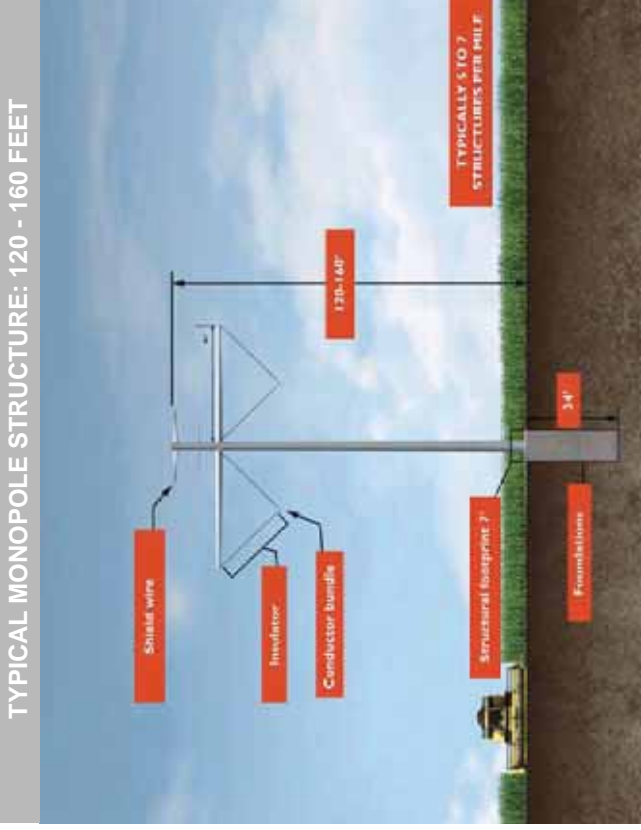 TYPICAL MONOPOLE STRUCTURE: 120 - 160 FEET
Shield wire
Insulator
Conductor bundle
120-160'
TYPICALLY 5 TO 7
STRUCTURES PER MILE
Structural footprint 7'
34'
Foundations